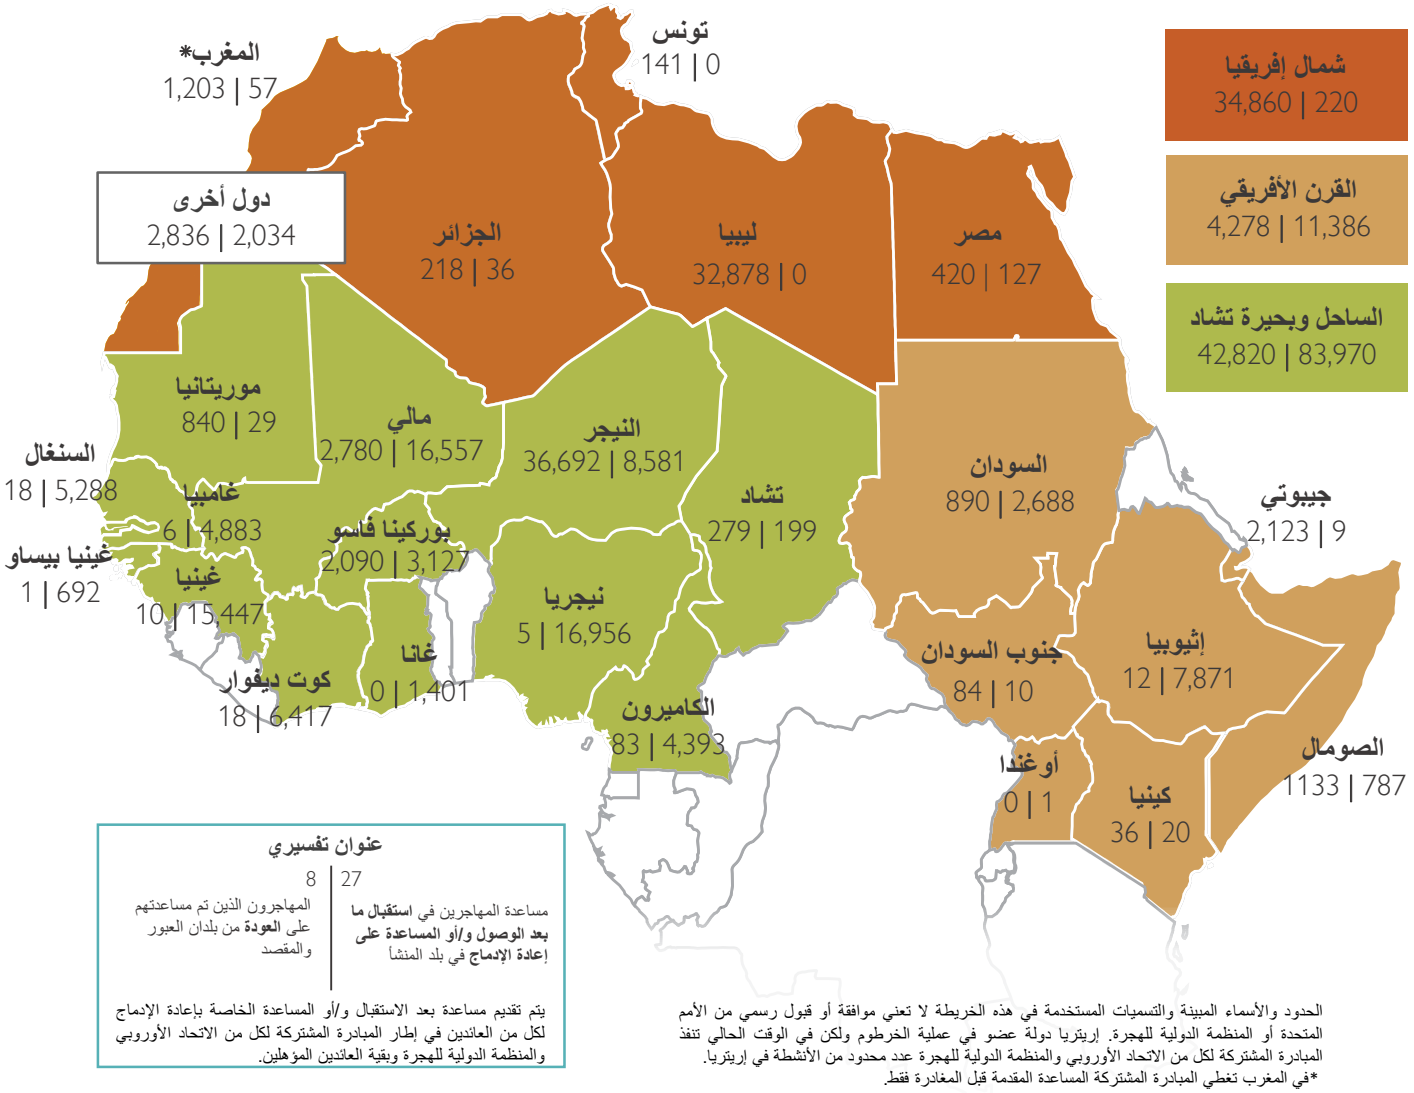 تونس
141 | 0
المغرب*
1,203 | 57
شمال إفريقيا
34,860 | 220
القرن الأفريقي
4,278 | 11,386
الساحل وبحيرة تشاد
42,820 | 83,970
دول أخرى
2,836 | 2,034
الجزائر
218 | 36
ليبيا
32,878 | 0
مصر
420 | 127
موريتانيا
840 | 29
مالي
2,780 | 16,557
النيجر
36,692 | 8,581
تشاد
279 | 199
السودان
890 | 2,688
جيبوتي
2,123 | 9
السنغال
18 | 5,288
غامبيا
6 | 4,883
بوركينا فاسو
2,090 | 3,127
غينيا بيساو
1 | 692
غينيا
10 | 15,447
نيجريا
5 | 16,956
غانا
0 | 1,401
كوت ديفوار
18 | 6,417
الكاميرون
83 | 4,393
جنوب السودان
84 | 10
إثيوبيا
12 | 7,871
أوغندا
0 | 1
كينيا
36 | 20
الصومال
1133 | 787
عنوان تفسيري
8 | 27
مساعدة المهاجرين في استقبال ما
بعد الوصول و/أو المساعدة على
إعادة الإدماج في بلد المنشأ
المهاجرون الذين تم مساعدتهم
على العودة من بلدان العبور
والمقصد
يتم تقديم مساعدة بعد الاستقبال و/أو المساعدة الخاصة بإعادة الإدماج
لكل من العائدين في إطار المبادرة المشتركة لكل من الاتحاد الأوروبي
والمنظمة الدولية للهجرة وبقية العائدين المؤهلين.
الحدود والأسماء المبينة والتسميات المستخدمة في هذه الخريطة لا تعني موافقة أو قبول رسمي من الأمم
المتحدة أو المنظمة الدولية للهجرة. إريتريا دولة عضو في عملية الخرطوم ولكن في الوقت الحالي تنفذ
المبادرة المشتركة لكل من الاتحاد الأوروبي والمنظمة الدولية للهجرة عدد محدود من الأنشطة في إريتريا.
*في المغرب تغطي المبادرة المشتركة المساعدة المقدمة قبل المغادرة فقط.